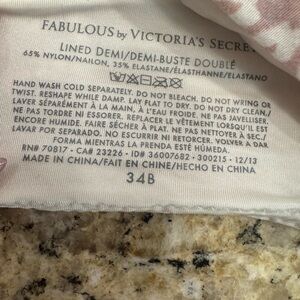 FABULOUS by VICTORIA'S SECRET
LINED DEMI/DEMI-BUSTE DOUBLÉ
65% NYLON/NAILON, 35% ELASTANE/ÉLASTHANNE/ELASTANO
HAND WASH COLD SEPARATELY. DO NOT BLEACH. DO NOT WRING OR
TWIST. RESHAPE WHILE DAMP. LAY FLAT TO DRY. DO NOT DRY CLEAN./
LAVER SÉPARÉMENT À LA MAIN, À L'EAU FROIDE. NE PAS JAVELLISER.
PAS TORDRE NI ESSORER. REPLACER LE VÊTEMENT LORSQU'IL EST
ENCORE HUMIDE. FAIRE SÉCHER À PLAT. NE PAS NETTOYER À SEC./
LAVAR POR SEPARADO. NO ESCURRIR NI RETORCER. VOLVER A DAR
FORMA MIENTRAS LA PRENDA ESTÉ HÚMEDA.
RN# 70817 • CA# 23226 • ID# 36007682 • 300215 • 12/13
MADE IN CHINA/FAIT EN CHINE/HECHO EN CHINA
34B